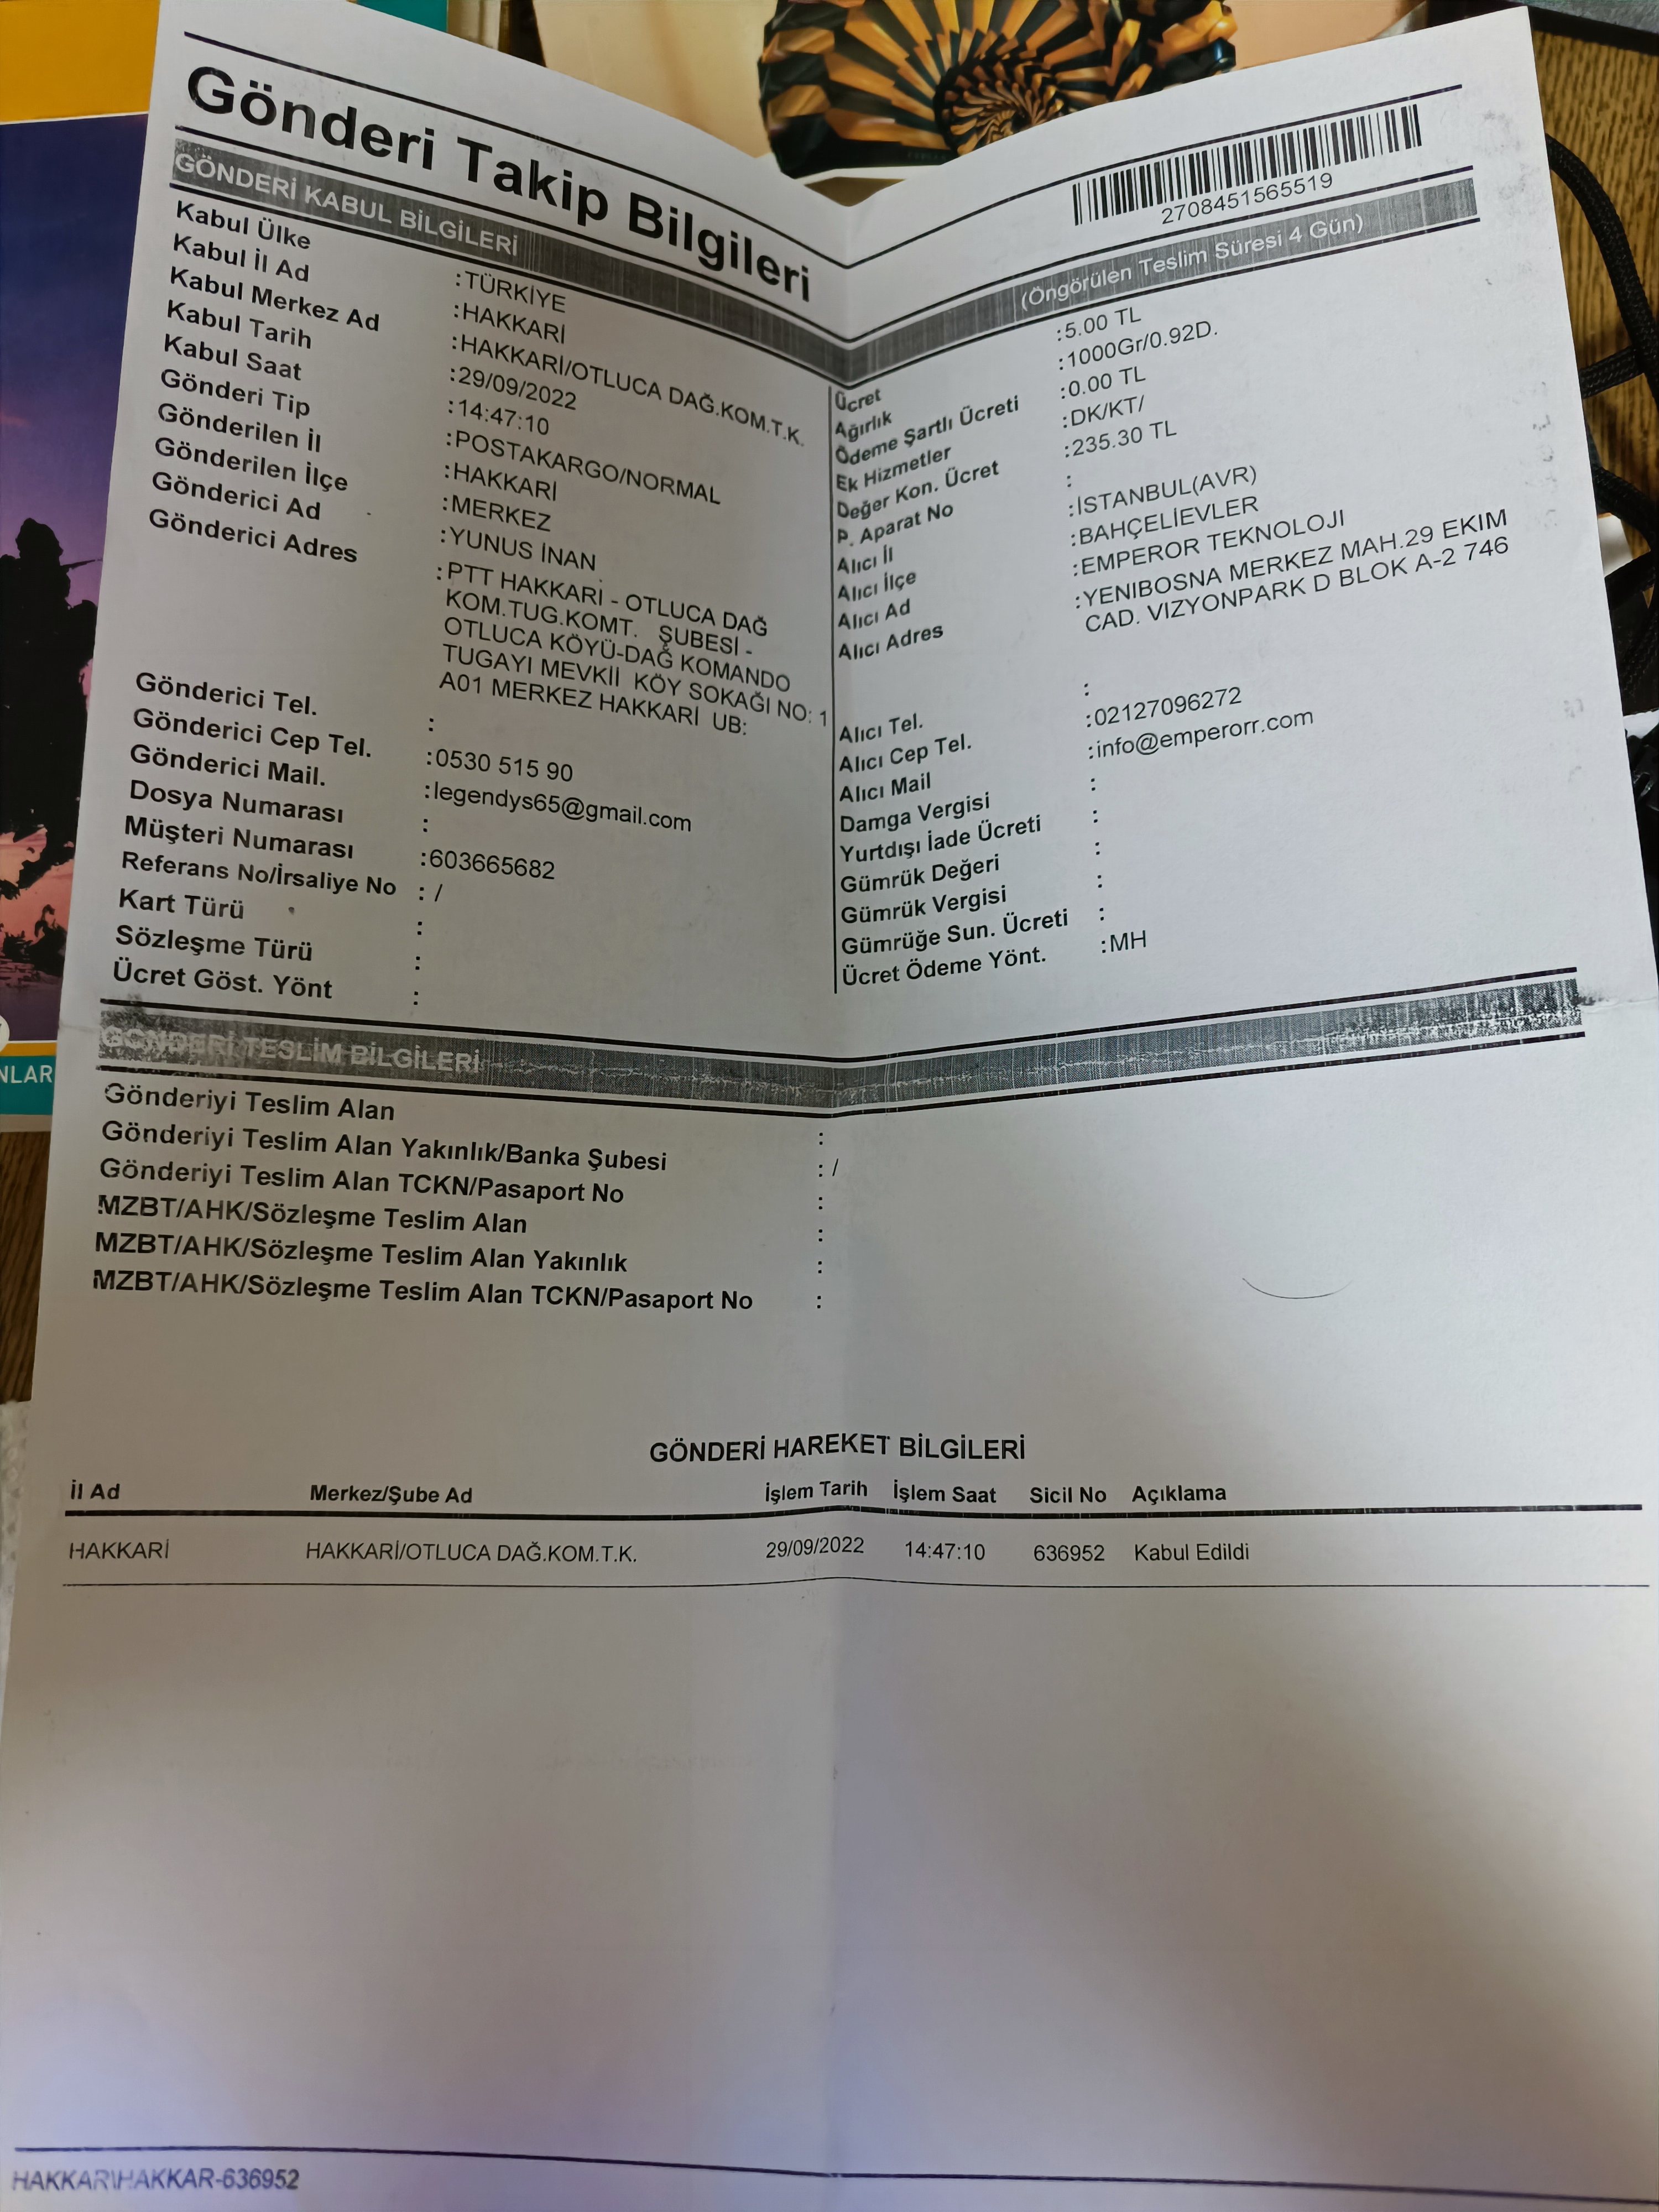 Gönderi Takip Bilgileri
2708451565519
GÖNDERİ KABUL BİLGİLERİ
(Öngörülen Teslim Süresi 4 Gün)
Kabul Ülke :TÜRKİYE
Kabul İl Ad :HAKKARİ
Kabul Merkez Ad :HAKKARİ/OTLUCA DAĞ.KOM.T.K.
Kabul Tarih :29/09/2022
Kabul Saat :14:47:10
Gönderi Tip :POSTAKARGO/NORMAL
Gönderilen İl :HAKKARİ
Gönderilen İlçe :MERKEZ
Gönderici Ad :YUNUS İNAN
Gönderici Adres :PTT HAKKARİ - OTLUCA DAĞ
KOM.TUG.KOMT. ŞUBESİ -
OTLUCA KÖYÜ-DAĞ KOMANDO
TUGAYI MEVKİİ KÖY SOKAĞI NO: 1
A01 MERKEZ HAKKARİ UB:
Gönderici Tel. :
Gönderici Cep Tel. :0530 515 90
Gönderici Mail. :legendys65@gmail.com
Dosya Numarası :
Müşteri Numarası :603665682
Referans No/İrsaliye No : /
Kart Türü :
Sözleşme Türü :
Ücret Göst. Yönt :
Ücret :5.00 TL
Ağırlık :1000Gr/0.92D.
Ödeme Şartlı Ücreti :0.00 TL
Ek Hizmetler :DK/KT/
Değer Kon. Ücret :235.30 TL
P. Aparat No :
Alıcı İl :İSTANBUL(AVR)
Alıcı İlçe :BAHÇELİEVLER
Alıcı Ad :EMPEROR TEKNOLOJI
Alıcı Adres :YENIBOSNA MERKEZ MAH.29 EKIM
CAD. VIZYONPARK D BLOK A-2 746
Alıcı Tel. :
Alıcı Cep Tel. :02127096272
Alıcı Mail :info@emperorr.com
Damga Vergisi :
Yurtdışı İade Ücreti :
Gümrük Değeri :
Gümrük Vergisi :
Gümrüğe Sun. Ücreti :
Ücret Ödeme Yönt. :MH
GÖNDERİ TESLİM BİLGİLERİ
Gönderiyi Teslim Alan :
Gönderiyi Teslim Alan Yakınlık/Banka Şubesi : /
Gönderiyi Teslim Alan TCKN/Pasaport No :
MZBT/AHK/Sözleşme Teslim Alan :
MZBT/AHK/Sözleşme Teslim Alan Yakınlık :
MZBT/AHK/Sözleşme Teslim Alan TCKN/Pasaport No :
GÖNDERİ HAREKET BİLGİLERİ
İl Ad Merkez/Şube Ad İşlem Tarih İşlem Saat Sicil No Açıklama
HAKKARİ HAKKARİ/OTLUCA DAĞ.KOM.T.K. 29/09/2022 14:47:10 636952 Kabul Edildi
HAKKARI\HAKKAR-636952